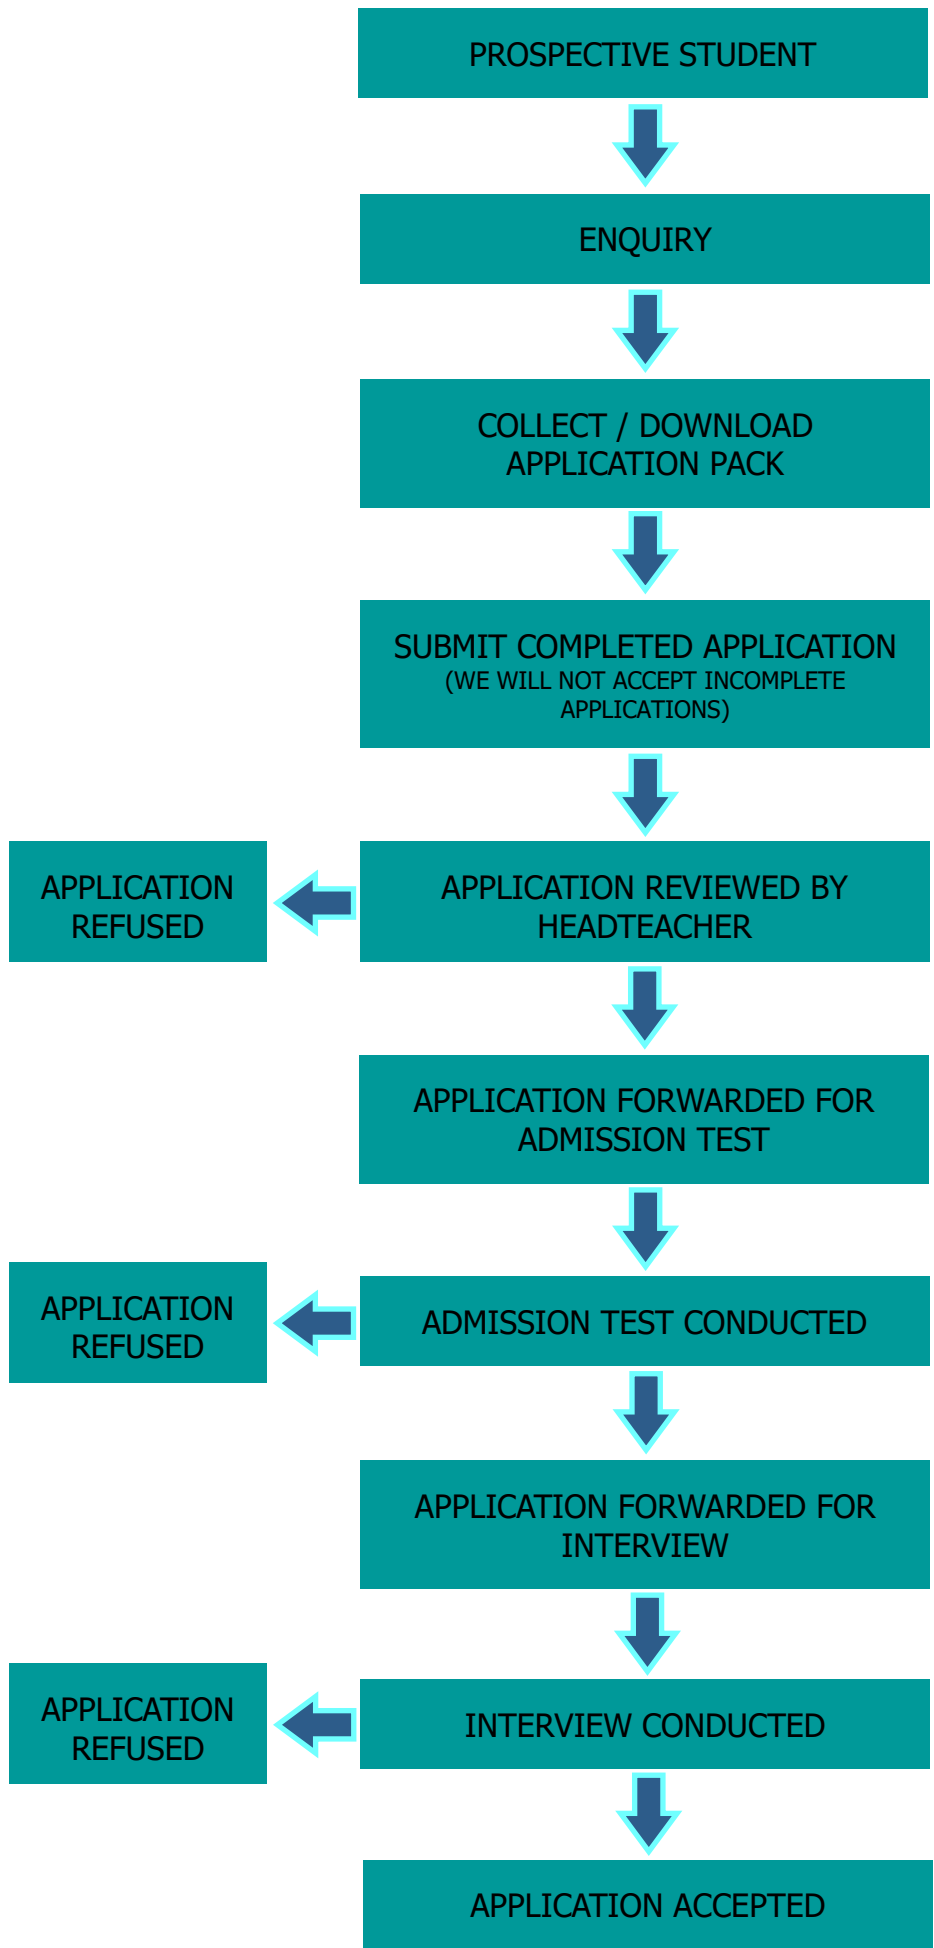 PROSPECTIVE STUDENT
ENQUIRY
COLLECT / DOWNLOAD
APPLICATION PACK
SUBMIT COMPLETED APPLICATION
(WE WILL NOT ACCEPT INCOMPLETE
APPLICATIONS)
APPLICATION
REFUSED
APPLICATION REVIEWED BY
HEADTEACHER
APPLICATION FORWARDED FOR
ADMISSION TEST
APPLICATION
REFUSED
ADMISSION TEST CONDUCTED
APPLICATION FORWARDED FOR
INTERVIEW
APPLICATION
REFUSED
INTERVIEW CONDUCTED
APPLICATION ACCEPTED